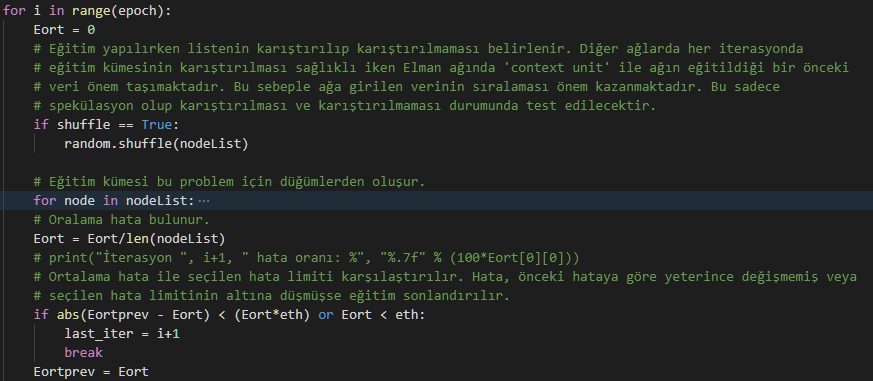 for i in range(epoch):
    Eort = 0
    # Eğitim yapılırken listenin karıştırılıp karıştırılmaması belirlenir. Diğer ağlarda her iterasyonda
    # eğitim kümesinin karıştırılması sağlıklı iken Elman ağında 'context unit' ile ağın eğitildiği bir önceki
    # veri önem taşımaktadır. Bu sebeple ağa girilen verinin sıralaması önem kazanmaktadır. Bu sadece
    # spekülasyon olup karıştırılması ve karıştırılmaması durumunda test edilecektir.
    if shuffle == True:
        random.shuffle(nodeList)

    # Eğitim kümesi bu problem için düğümlerden oluşur.
    for node in nodeList:···
    # Oralama hata bulunur.
    Eort = Eort/len(nodeList)
    # print("İterasyon ", i+1, " hata oranı: %", "%.7f" % (100*Eort[0][0]))
    # Ortalama hata ile seçilen hata limiti karşılaştırılır. Hata, önceki hataya göre yeterince değişmemiş veya
    # seçilen hata limitinin altına düşmüşse eğitim sonlandırılır.
    if abs(Eortprev - Eort) < (Eort*eth) or Eort < eth:
        last_iter = i+1
        break
    Eortprev = Eort